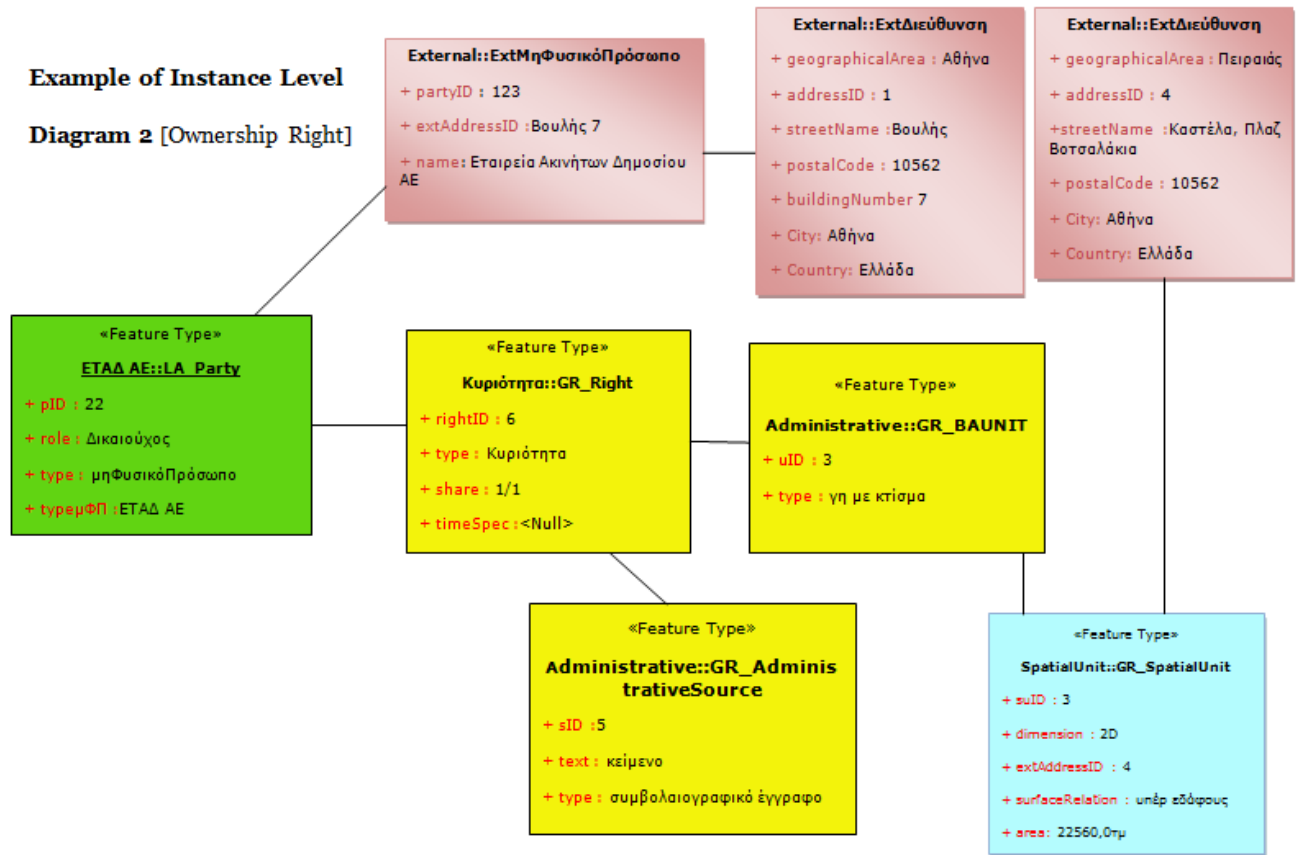 Example of Instance Level
Diagram 2 [Ownership Right]
External::ExtΜηΦυσικόΠρόσωπο
+ partyID : 123
+ extAddressID :Βουλής 7
+ name: Εταιρεία Ακινήτων Δημοσίου
ΑΕ
External::ExtΔιεύθυνση
+ geographicalArea : Αθήνα
+ addressID : 1
+ streetName :Βουλής
+ postalCode : 10562
+ buildingNumber 7
+ City: Αθήνα
+ Country: Ελλάδα
External::ExtΔιεύθυνση
+ geographicalArea : Πειραιάς
+ addressID : 4
+streetName :Καστέλα, Πλαζ
Βοτσαλάκια
+ postalCode : 10562
+ City: Αθήνα
+ Country: Ελλάδα
«Feature Type»
ΕΤΑΔ ΑΕ::LA_Party
+ pID : 22
+ role : Δικαιούχος
+ type : μηΦυσικόΠρόσωπο
+ typeμΦΠ :ΕΤΑΔ ΑΕ
«Feature Type»
Κυριότητα::GR_Right
+ rightID : 6
+ type : Κυριότητα
+ share : 1/1
+ timeSpec :<Null>
«Feature Type»
Administrative::GR_BAUNIT
+ uID : 3
+ type : γη με κτίσμα
«Feature Type»
Administrative::GR_Adminis
trativeSource
+ sID :5
+ text : κείμενο
+ type : συμβολαιογραφικό έγγραφο
«Feature Type»
SpatialUnit::GR_SpatialUnit
+ suID : 3
+ dimension : 2D
+ extAddressID : 4
+ surfaceRelation : υπέρ εδάφους
+ area: 22560,0τμ